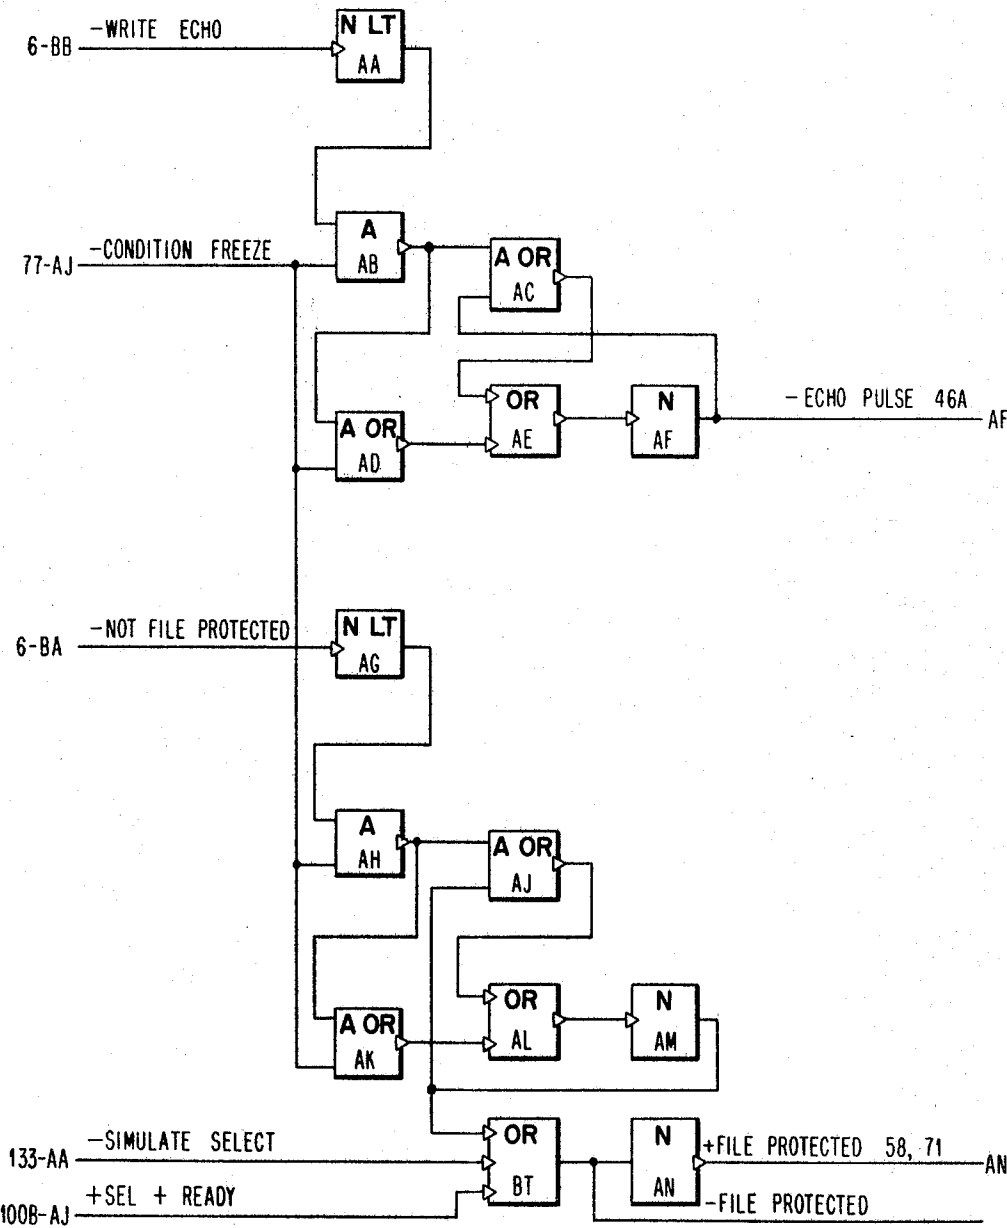 6-BB
-WRITE ECHO
N LT
AA
77-AJ
-CONDITION FREEZE
A
AB
A OR
AC
OR
AE
N
AF
-ECHO PULSE 46A
AF
A OR
AD
6-BA
-NOT FILE PROTECTED
N LT
AG
A
AH
A OR
AJ
A OR
AK
OR
AL
N
AM
133-AA
-SIMULATE SELECT
100B-AJ
+SEL + READY
OR
BT
N
AN
+FILE PROTECTED 58, 71
AN
-FILE PROTECTED